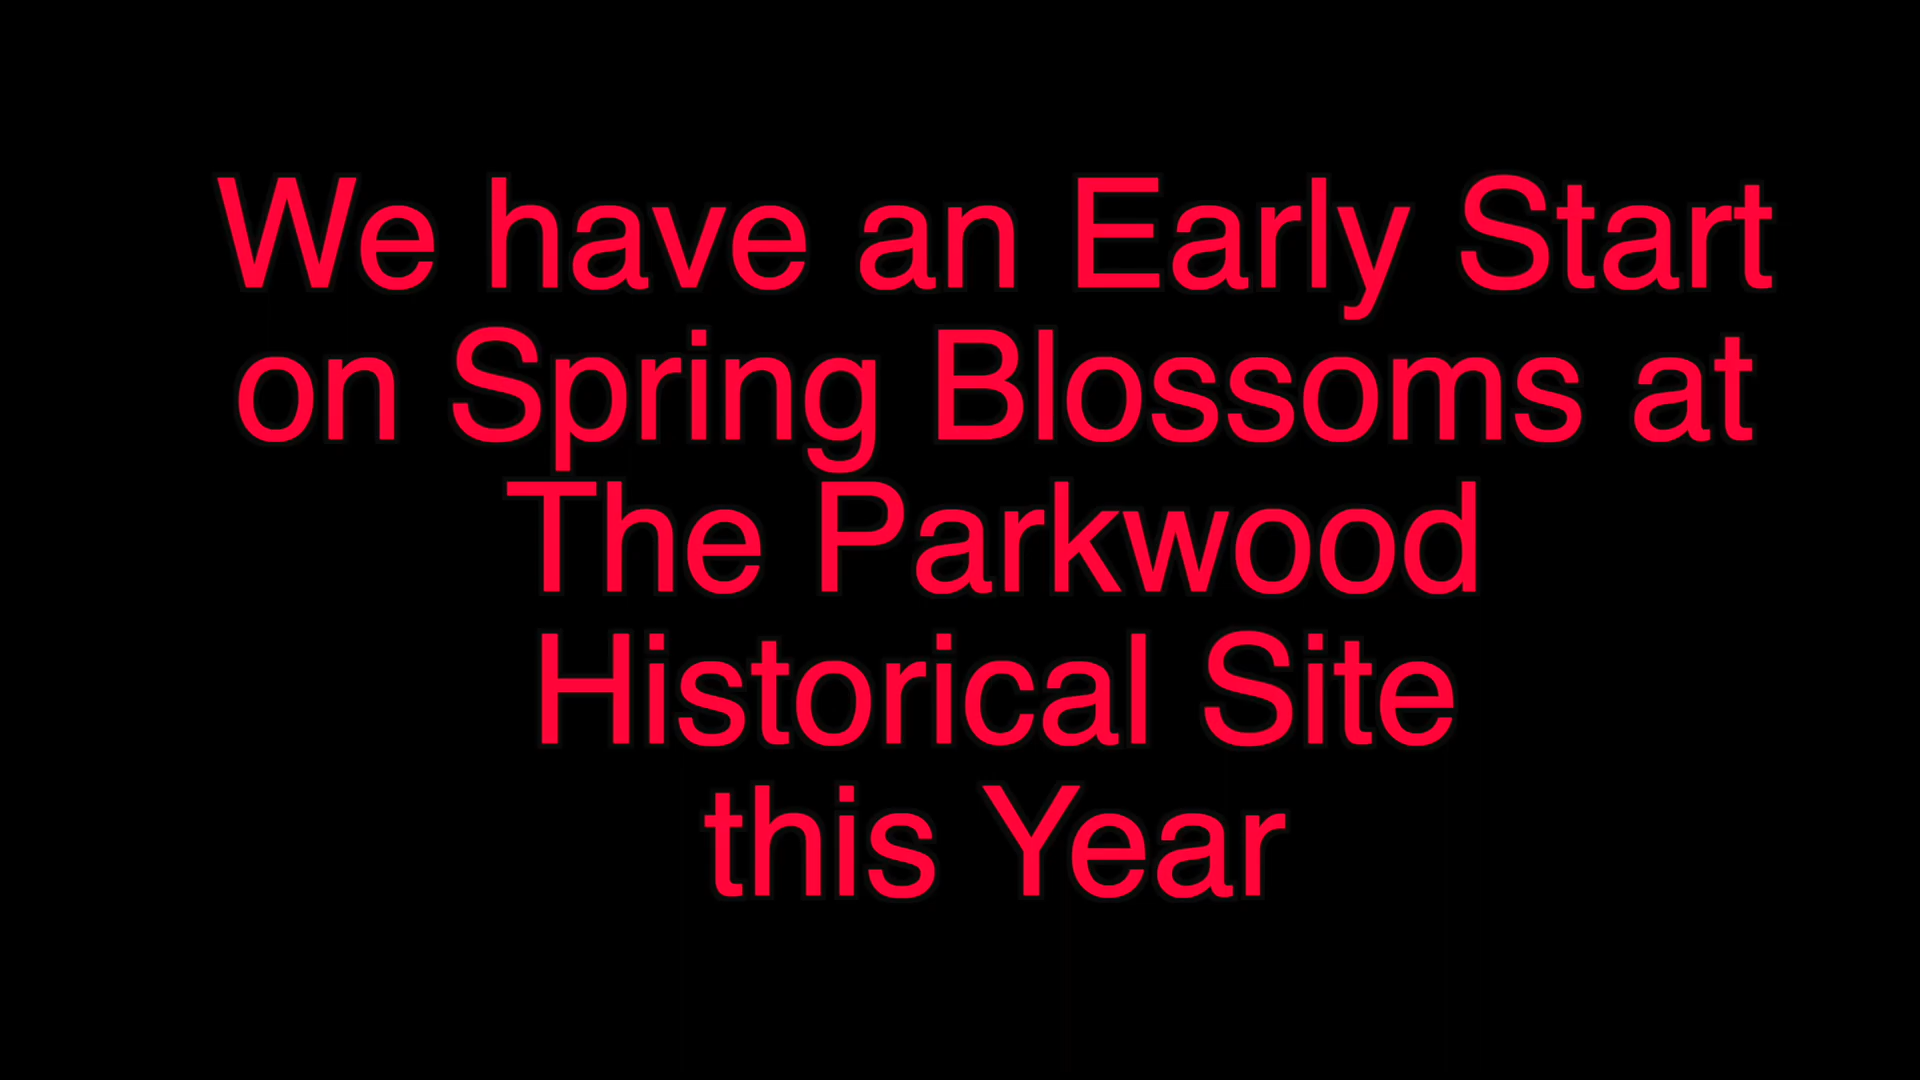 We have an Early Start
on Spring Blossoms at
The Parkwood
Historical Site
this Year